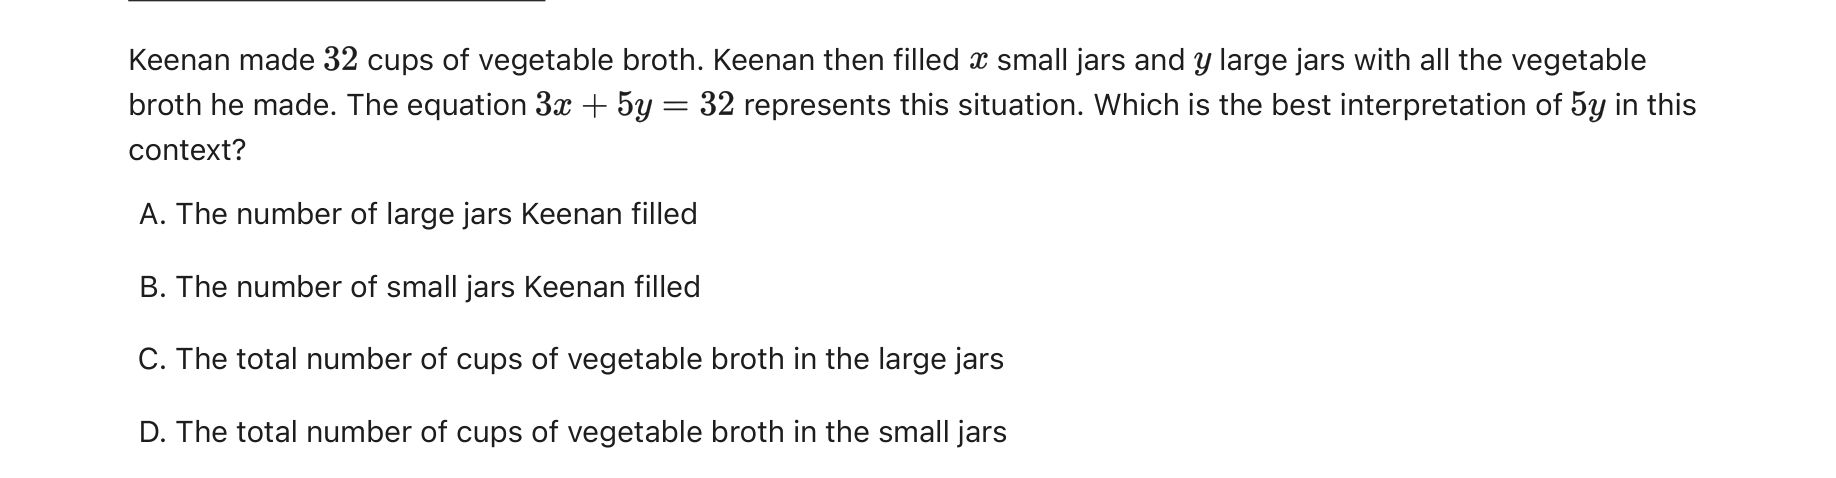 Keenan made 32 cups of vegetable broth. Keenan then filled x small jars and y large jars with all the vegetable
broth he made. The equation 3x + 5y = 32 represents this situation. Which is the best interpretation of 5y in this
context?
A. The number of large jars Keenan filled
B. The number of small jars Keenan filled
C. The total number of cups of vegetable broth in the large jars
D. The total number of cups of vegetable broth in the small jars